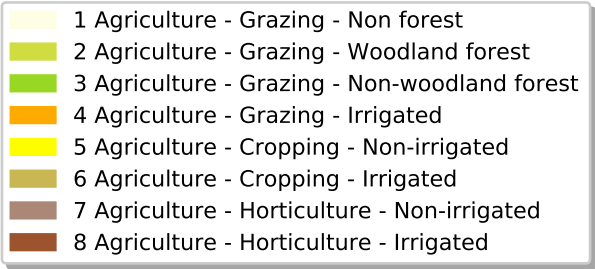 1 Agriculture - Grazing - Non forest
2 Agriculture - Grazing - Woodland forest
3 Agriculture - Grazing - Non-woodland forest
4 Agriculture - Grazing - Irrigated
5 Agriculture - Cropping - Non-irrigated
6 Agriculture - Cropping - Irrigated
7 Agriculture - Horticulture - Non-irrigated
8 Agriculture - Horticulture - Irrigated